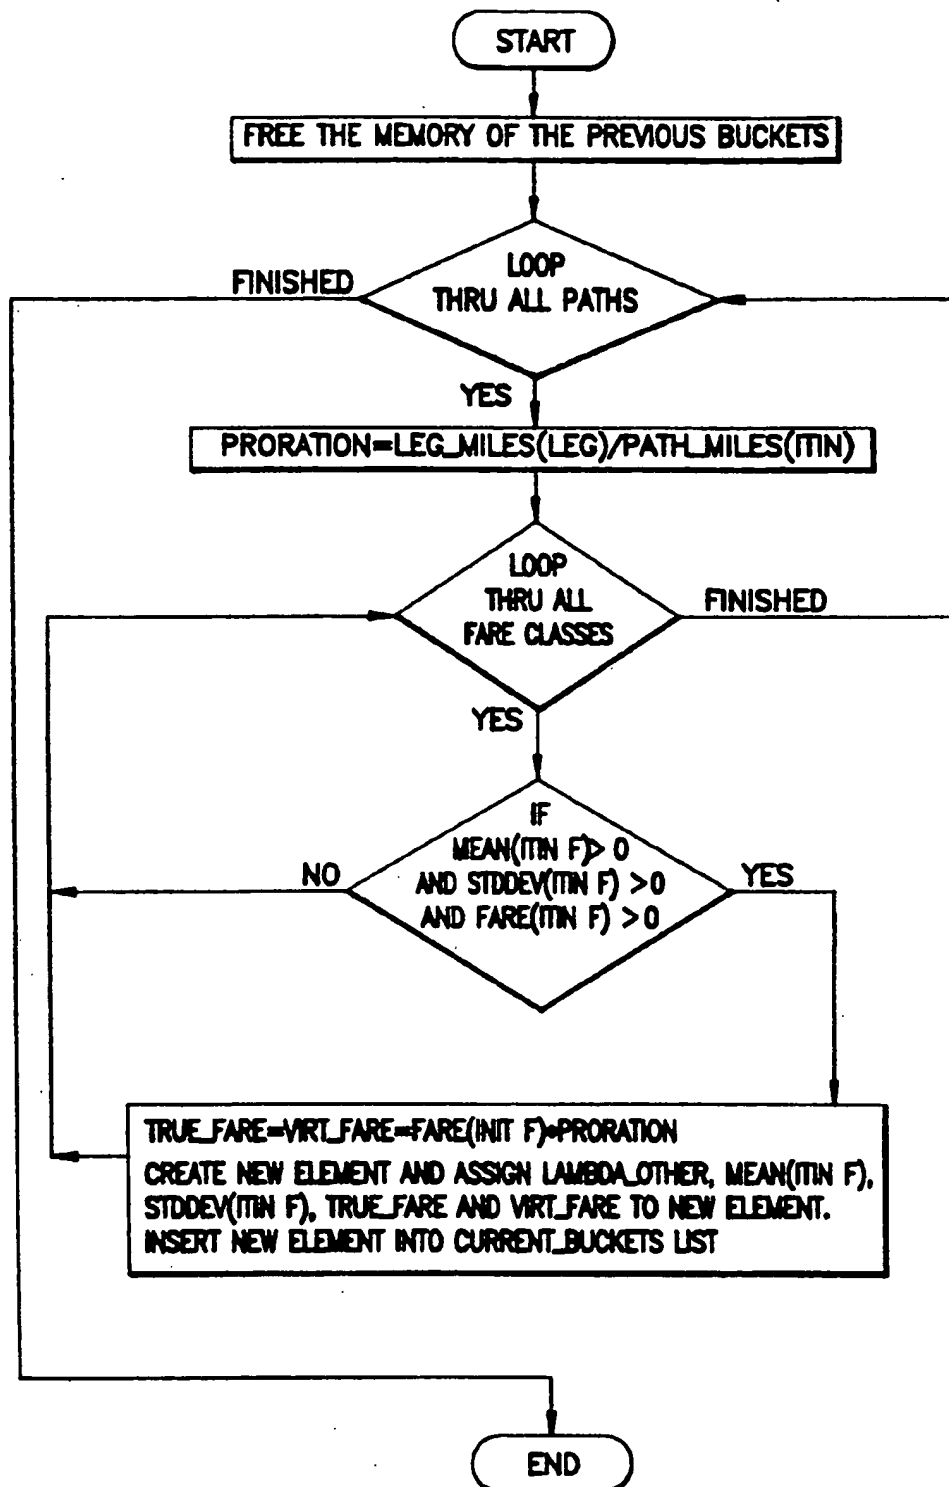 START
FREE THE MEMORY OF THE PREVIOUS BUCKETS
LOOP
THRU ALL PATHS
FINISHED
YES
PRORATION=LEG_MILES(LEG)/PATH_MILES(ITIN)
LOOP
THRU ALL
FARE CLASSES
FINISHED
YES
IF
MEAN(ITIN F)> 0
AND STDDEV(ITIN F) >0
AND FARE(ITIN F) >0
NO
YES
TRUE_FARE=VIRT_FARE=FARE(INIT F)*PRORATION
CREATE NEW ELEMENT AND ASSIGN LAMBDA_OTHER, MEAN(ITIN F),
STDDEV(ITIN F), TRUE_FARE AND VIRT_FARE TO NEW ELEMENT.
INSERT NEW ELEMENT INTO CURRENT_BUCKETS LIST
END